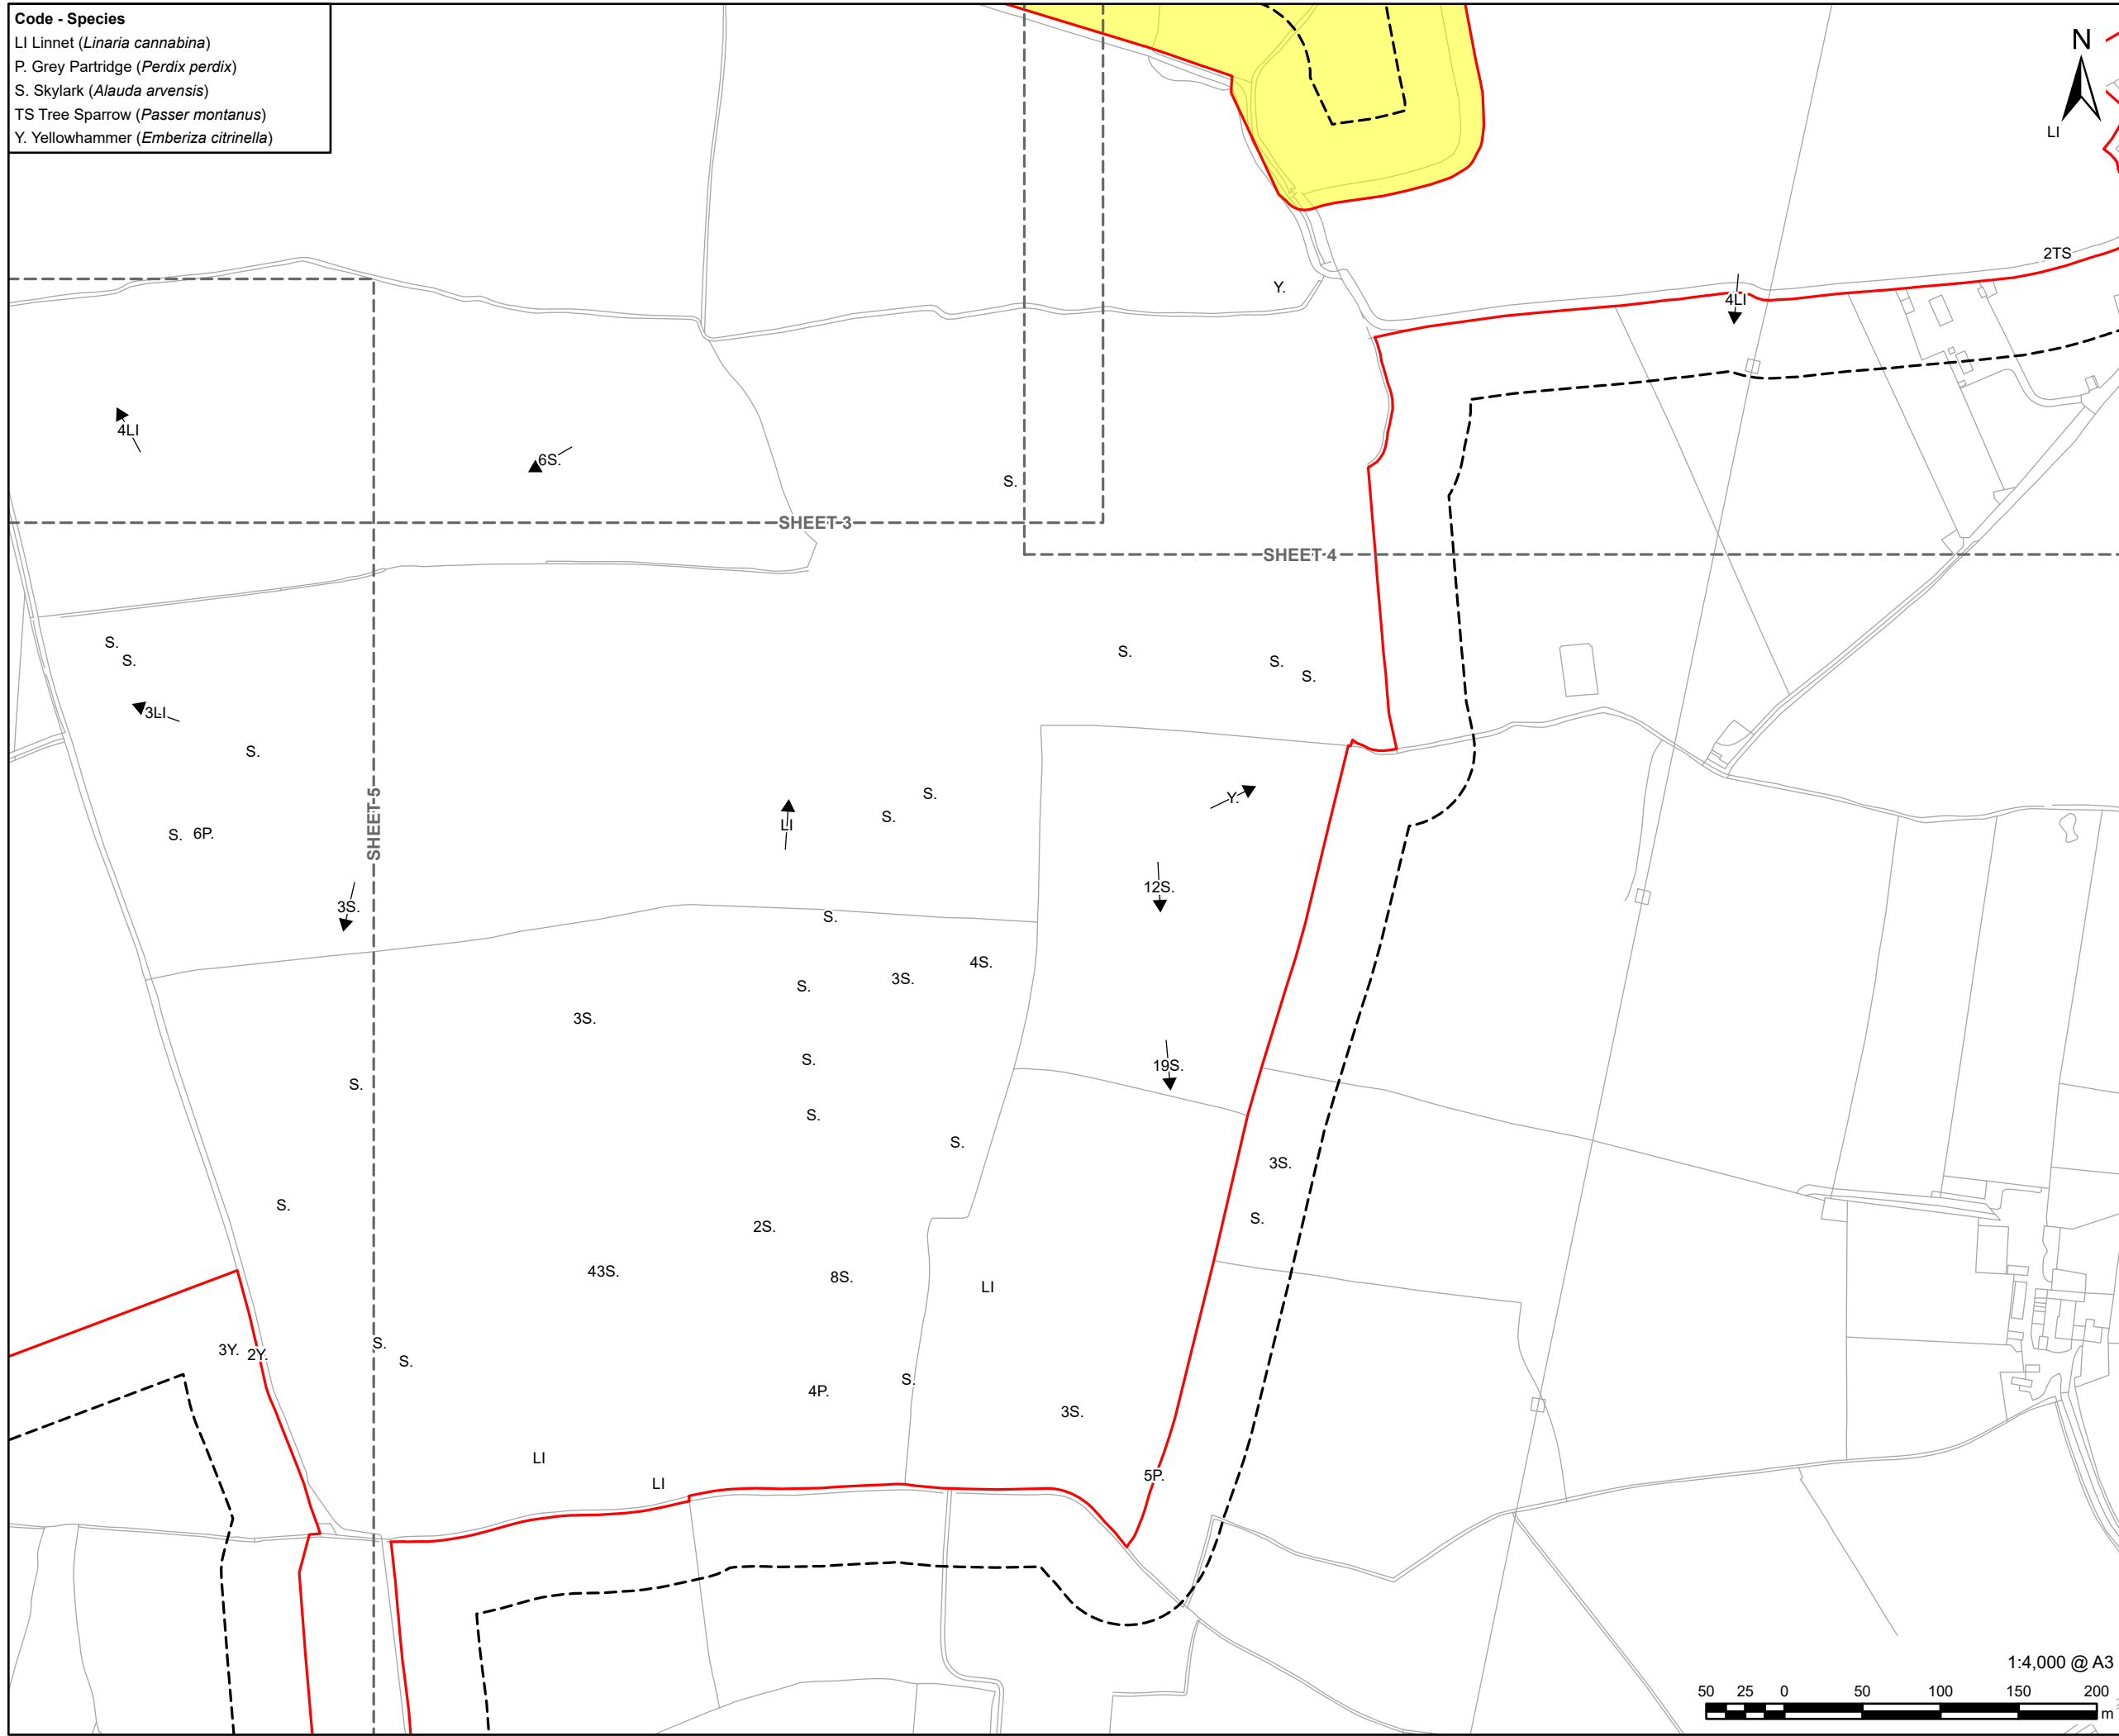 Code - Species
LI Linnet (Linaria cannabina)
P. Grey Partridge (Perdix perdix)
S. Skylark (Alauda arvensis)
TS Tree Sparrow (Passer montanus)
Y. Yellowhammer (Emberiza citrinella)
N
LI
2TS
Y.
4LI
4LI
6S.
S.
SHEET 3
SHEET 4
S.
S.
S.
S.
S.
3LI
S.
S.
S.
Y.
LI
SHEET 5
S. 6P.
12S.
3S.
S.
4S.
3S.
S.
3S.
S.
19S.
S.
S.
S.
3S.
S.
S.
2S.
43S.
8S.
LI
S.
3Y. 2Y.
S.
S.
4P.
3S.
LI
5P.
LI
1:4,000 @ A3
50 25 0 50 100 150 200
m